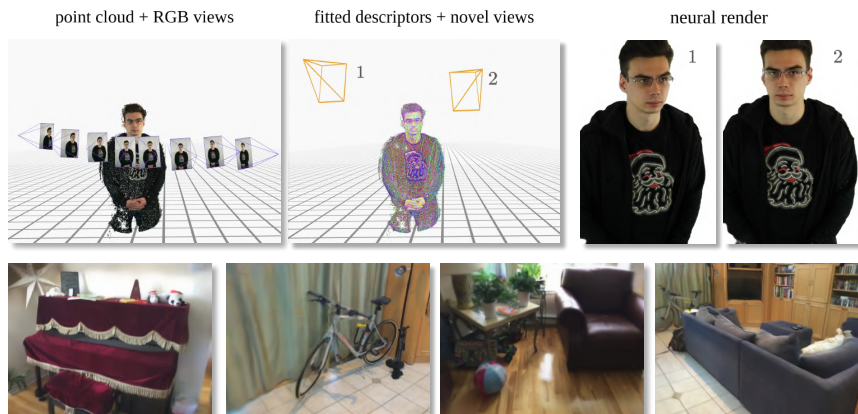 point cloud + RGB views
fitted descriptors + novel views
neural render
1
2
1
2